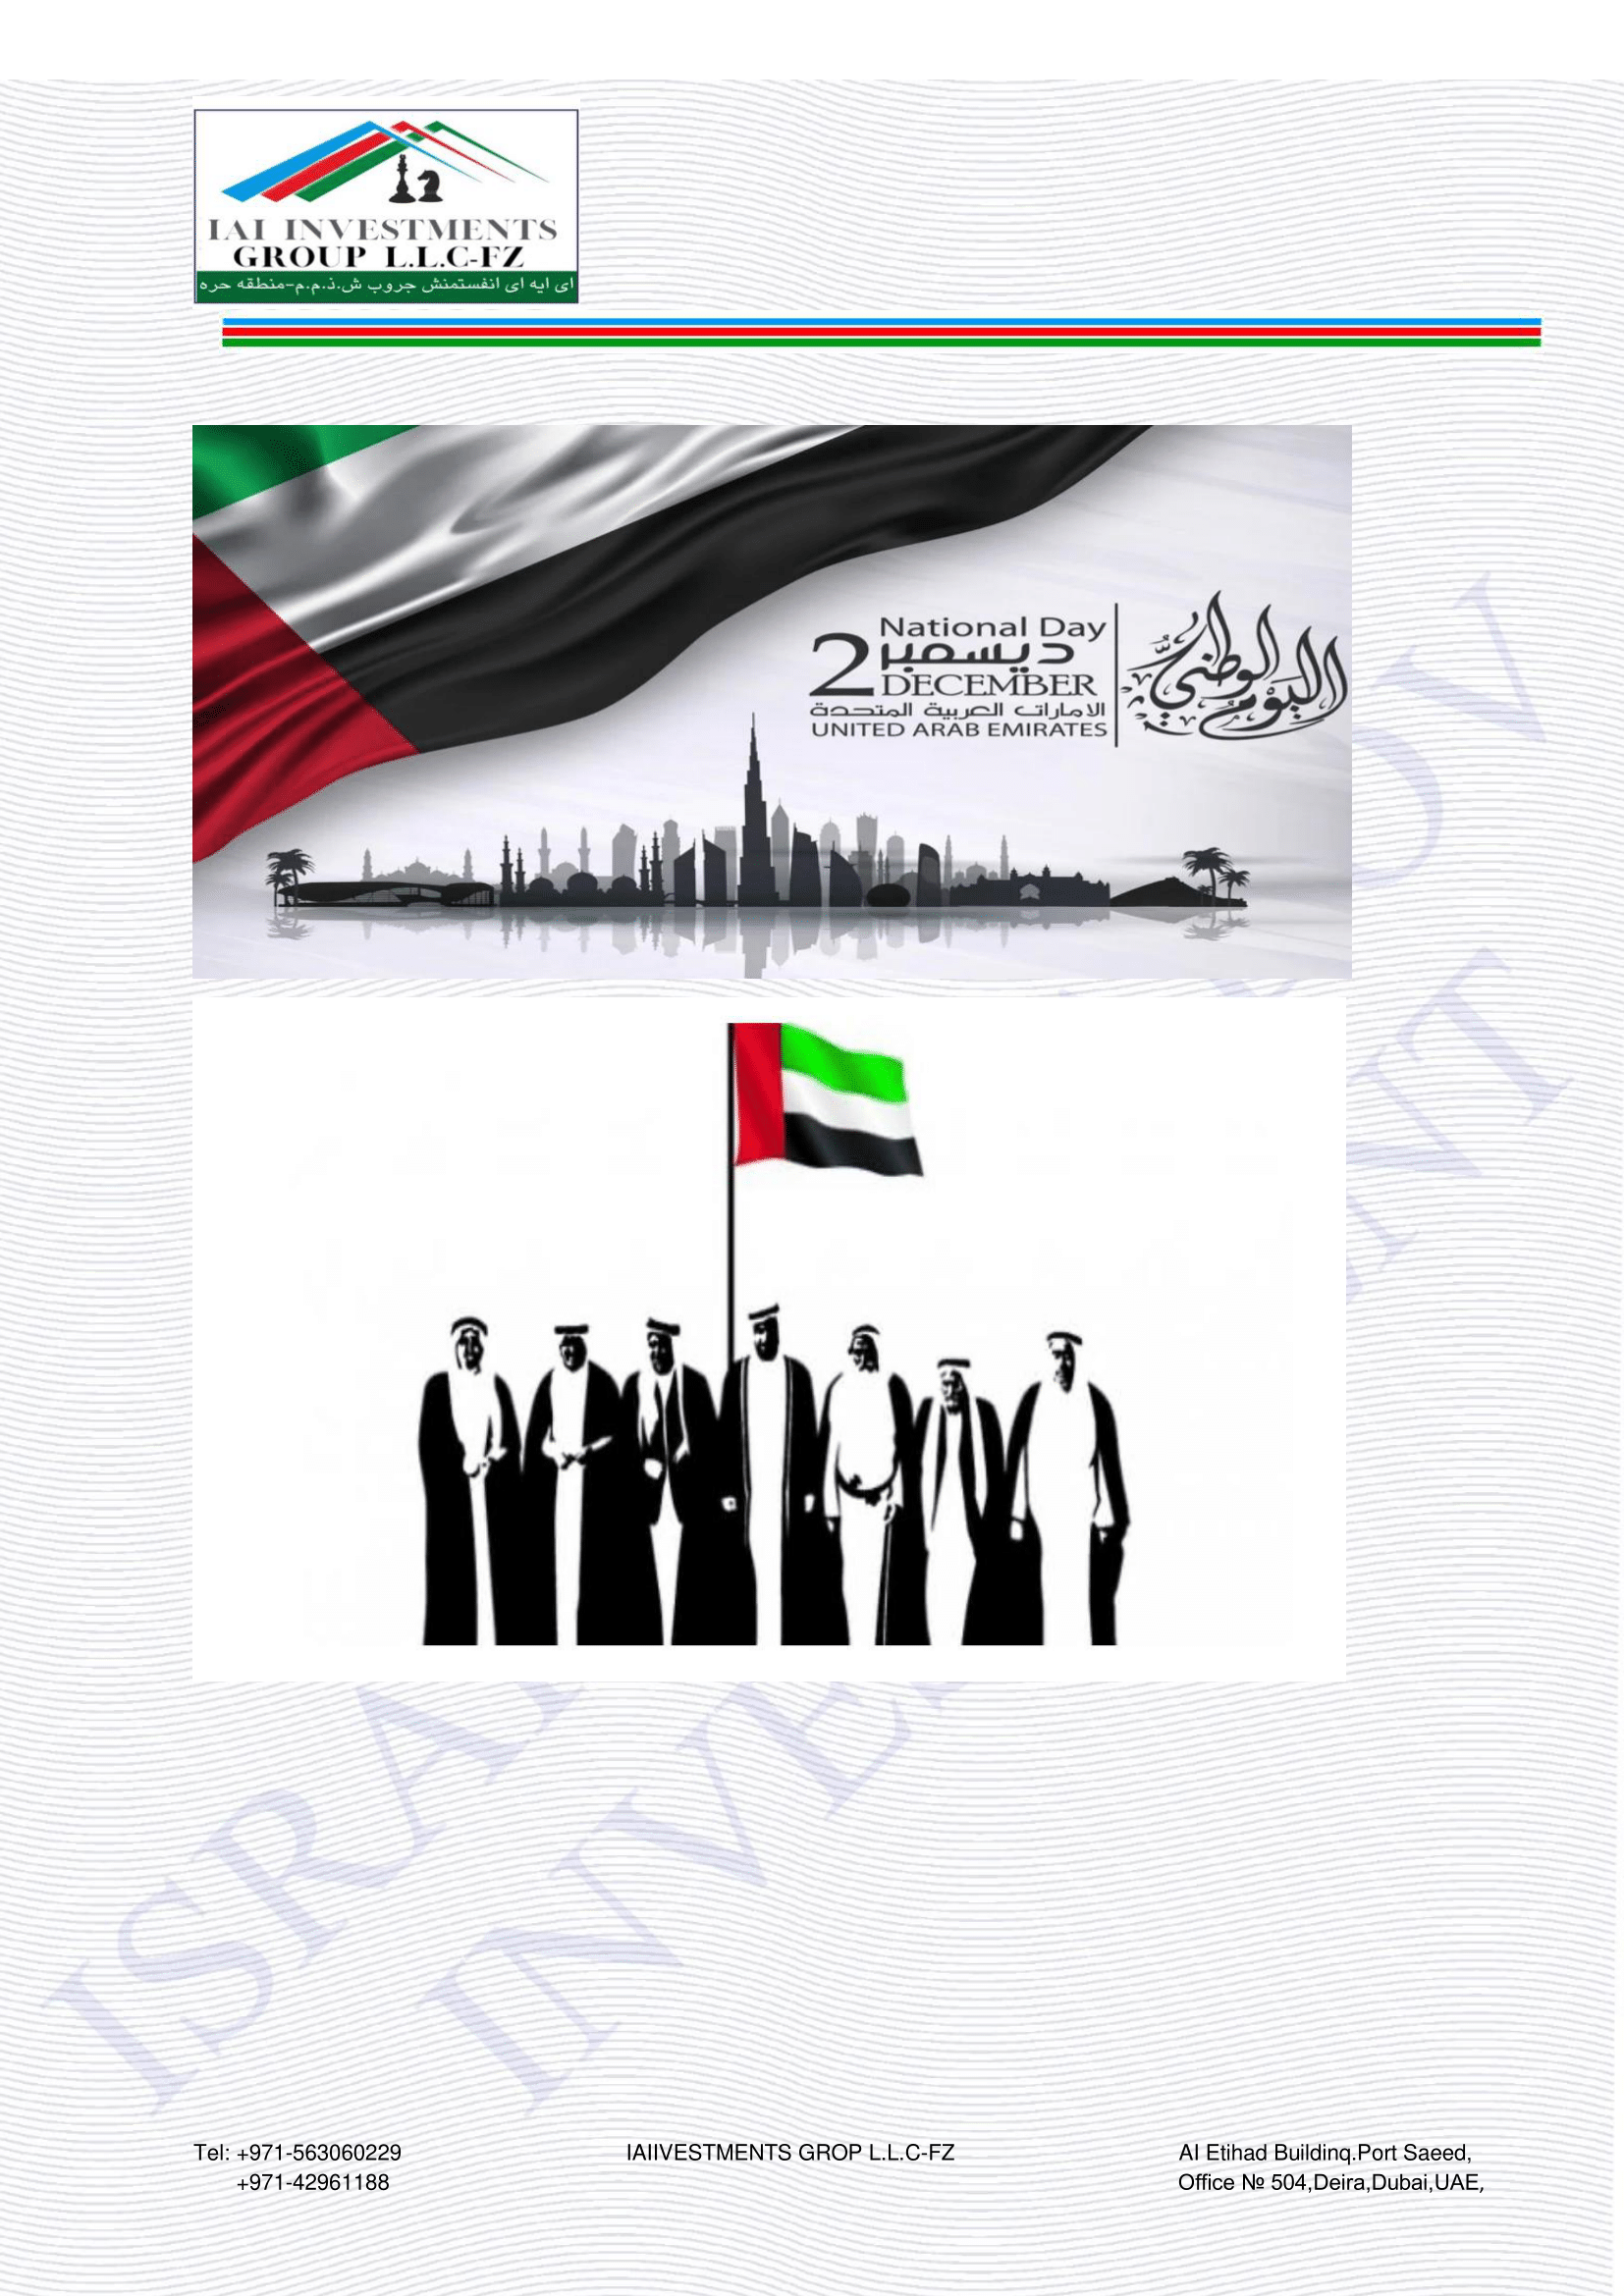 IAI INVESTMENTS
GROUP L.L.C-FZ
ای ایه ای انفستمنش جروب ش.ذ.م.م-منطقه حره
National Day
2 ديسمبر
DECEMBER
الامارات العربية المتحدة
UNITED ARAB EMIRATES
اليوم الوطني
INVE
Tel: +971-563060229
+971-42961188
IAIIVESTMENTS GROP L.L.C-FZ
AI Etihad Buildinq.Port Saeed,
Office № 504,Deira,Dubai,UAE,